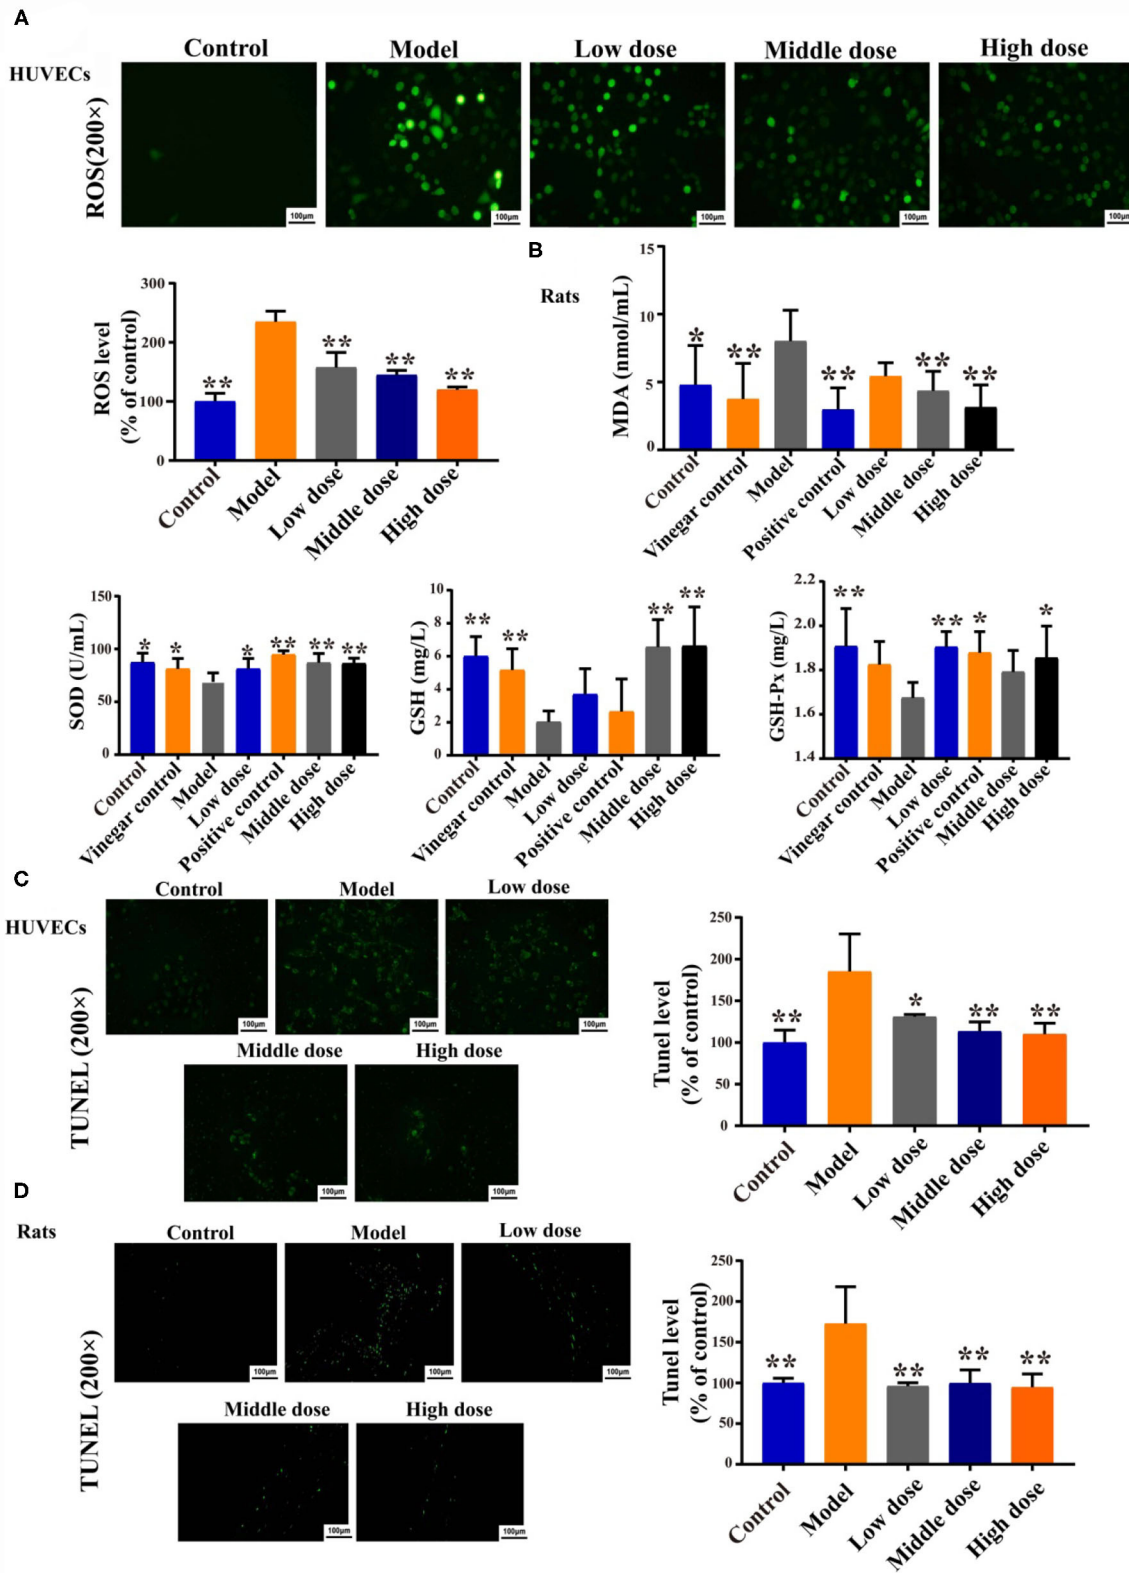 A
Control Model Low dose Middle dose High dose
HUVECs
ROS(200×)
100μm 100μm 100μm 100μm 100μm
ROS level
(% of control)
300
200
100
0
** ** ** **
Control Model Low dose Middle dose High dose
B
Rats
MDA (nmol/mL)
15
10
5
0
* ** ** ** **
Control Vinegar control Model Positive control Low dose Middle dose High dose
SOD (U/mL)
150
100
50
0
* * * ** ** **
Control Vinegar control Model Low dose Positive control Middle dose High dose
GSH (mg/L)
10
8
6
4
2
0
** ** ** **
Control Vinegar control Model Low dose Positive control Middle dose High dose
GSH-Px (mg/L)
2.2
2.0
1.8
1.6
1.4
** ** * *
Control Vinegar control Model Low dose Positive control Middle dose High dose
C
HUVECs
TUNEL (200×)
Control Model Low dose
100μm 100μm 100μm
Middle dose High dose
100μm 100μm
Tunel level
(% of control)
250
200
150
100
50
0
** * ** **
Control Model Low dose Middle dose High dose
D
Rats
TUNEL (200×)
Control Model Low dose
100μm 100μm 100μm
Middle dose High dose
100μm 100μm
Tunel level
(% of control)
250
200
150
100
50
0
** ** ** **
Control Model Low dose Middle dose High dose